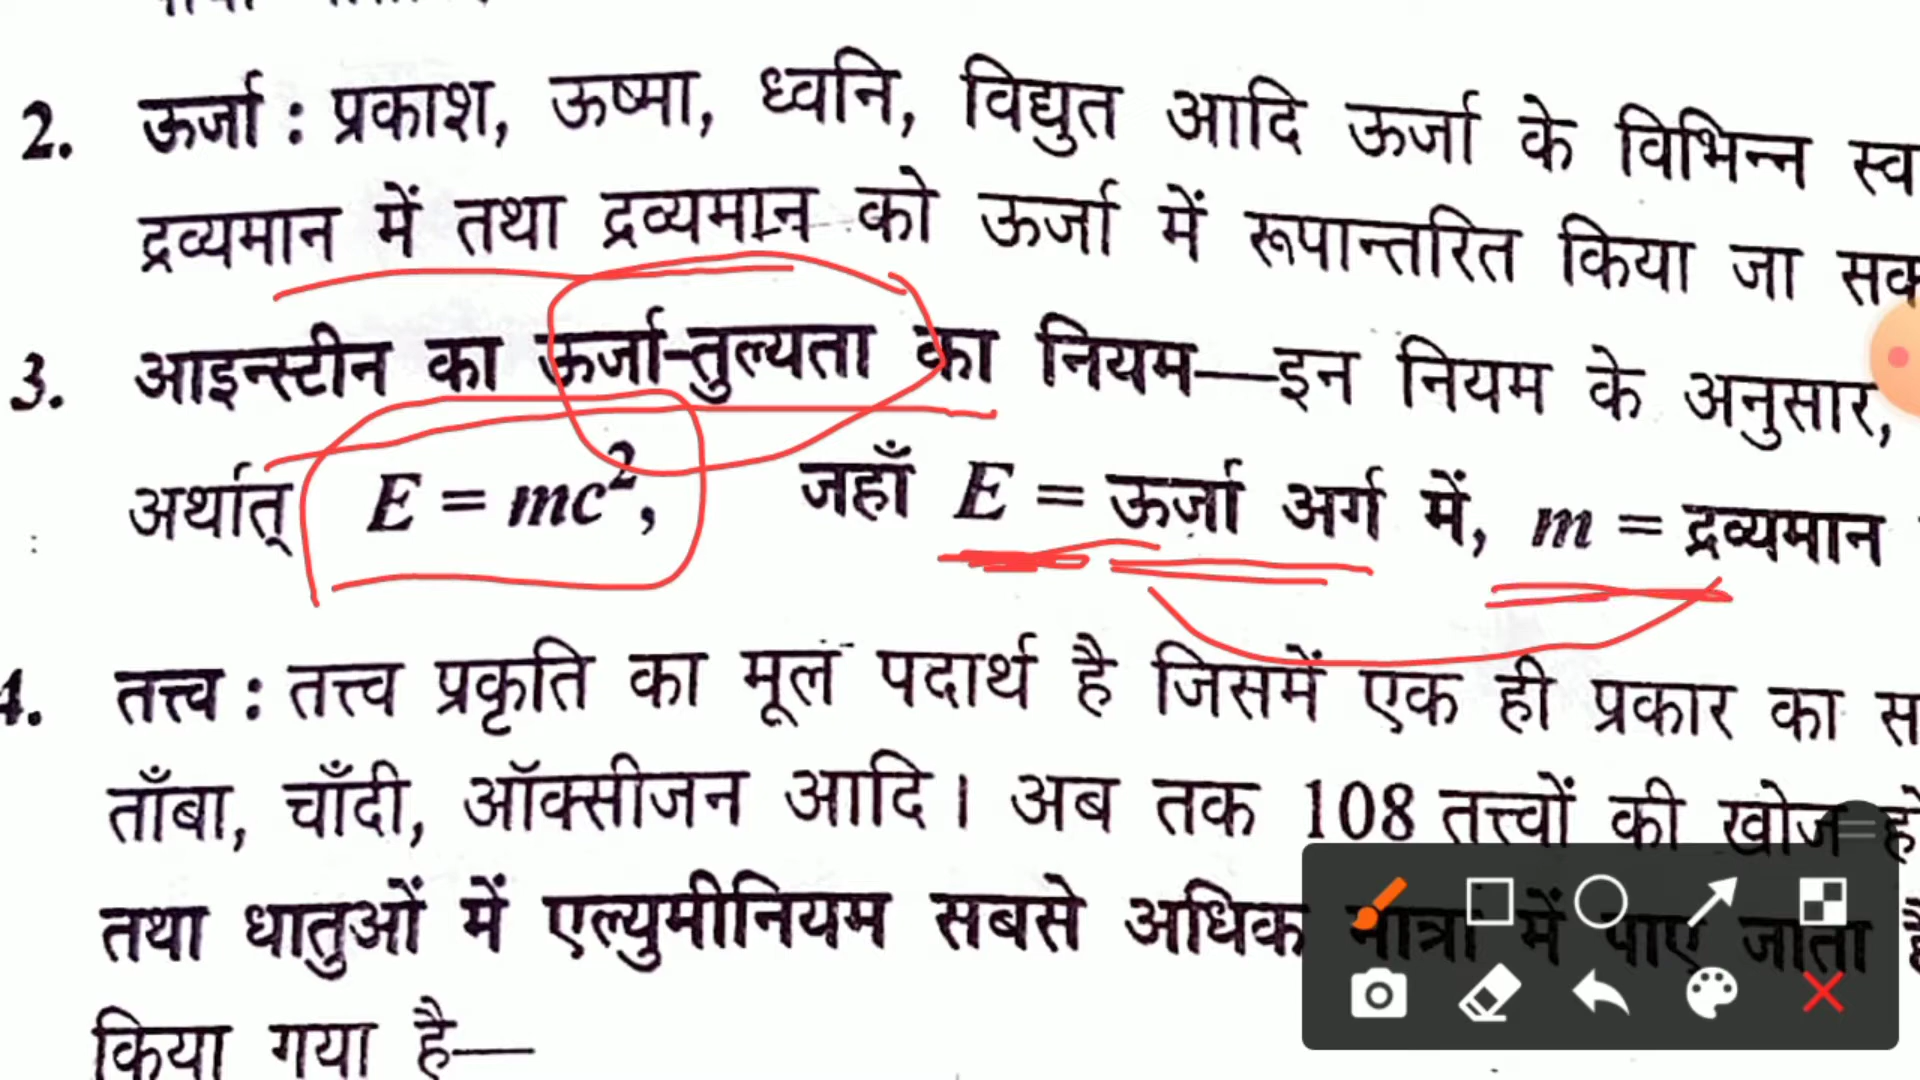 2. ऊर्जा : प्रकाश, ऊष्मा, ध्वनि, विद्युत आदि ऊर्जा के विभिन्न स्व
द्रव्यमान में तथा द्रव्यमान को ऊर्जा में रूपान्तरित किया जा सक
3. आइन्स्टीन का ऊर्जा-तुल्यता का नियम—इन नियम के अनुसार,
अर्थात् E = mc², जहाँ E = ऊर्जा अर्ग में, m = द्रव्यमान
4. तत्त्व : तत्त्व प्रकृति का मूल पदार्थ है जिसमें एक ही प्रकार का स
ताँबा, चाँदी, ऑक्सीजन आदि। अब तक 108 तत्त्वों की खोज हो
तथा धातुओं में एल्युमीनियम सबसे अधिक मात्रा में पाए जाता है
किया गया है—